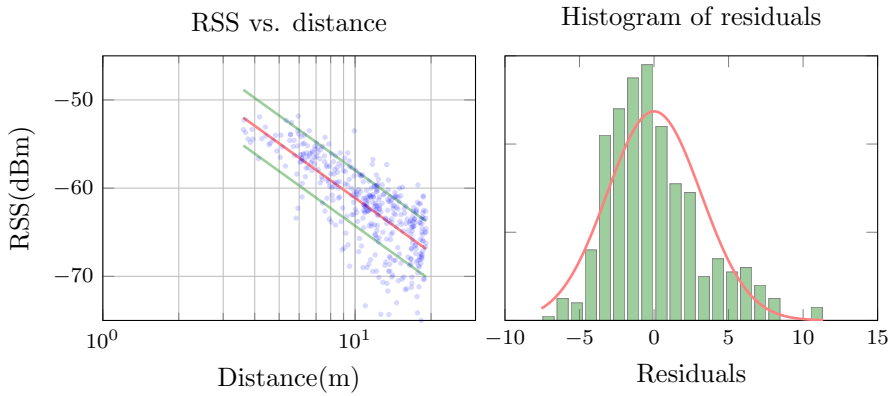 RSS vs. distance
−50
−60
−70
RSS(dBm)
10^0
10^1
Distance(m)
Histogram of residuals
−10
−5
0
5
10
15
Residuals